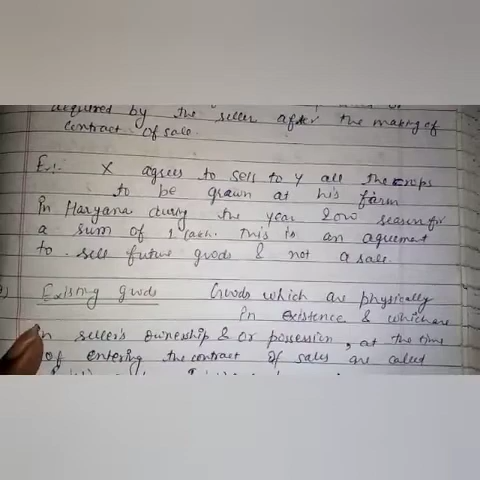 acquired by the seller after the making of
contract of sale.
Ex:- X agrees to sell to Y all the crops
to be grawn at his farm
in Haryana during the year 200 season for
a sum of 1 lakh. This is an agreement
to sell future goods & not a sale.
Existing goods Goods which are physically
in existence & which are
in seller's ownership & or possession, at the time
of entering the contract of sales are called